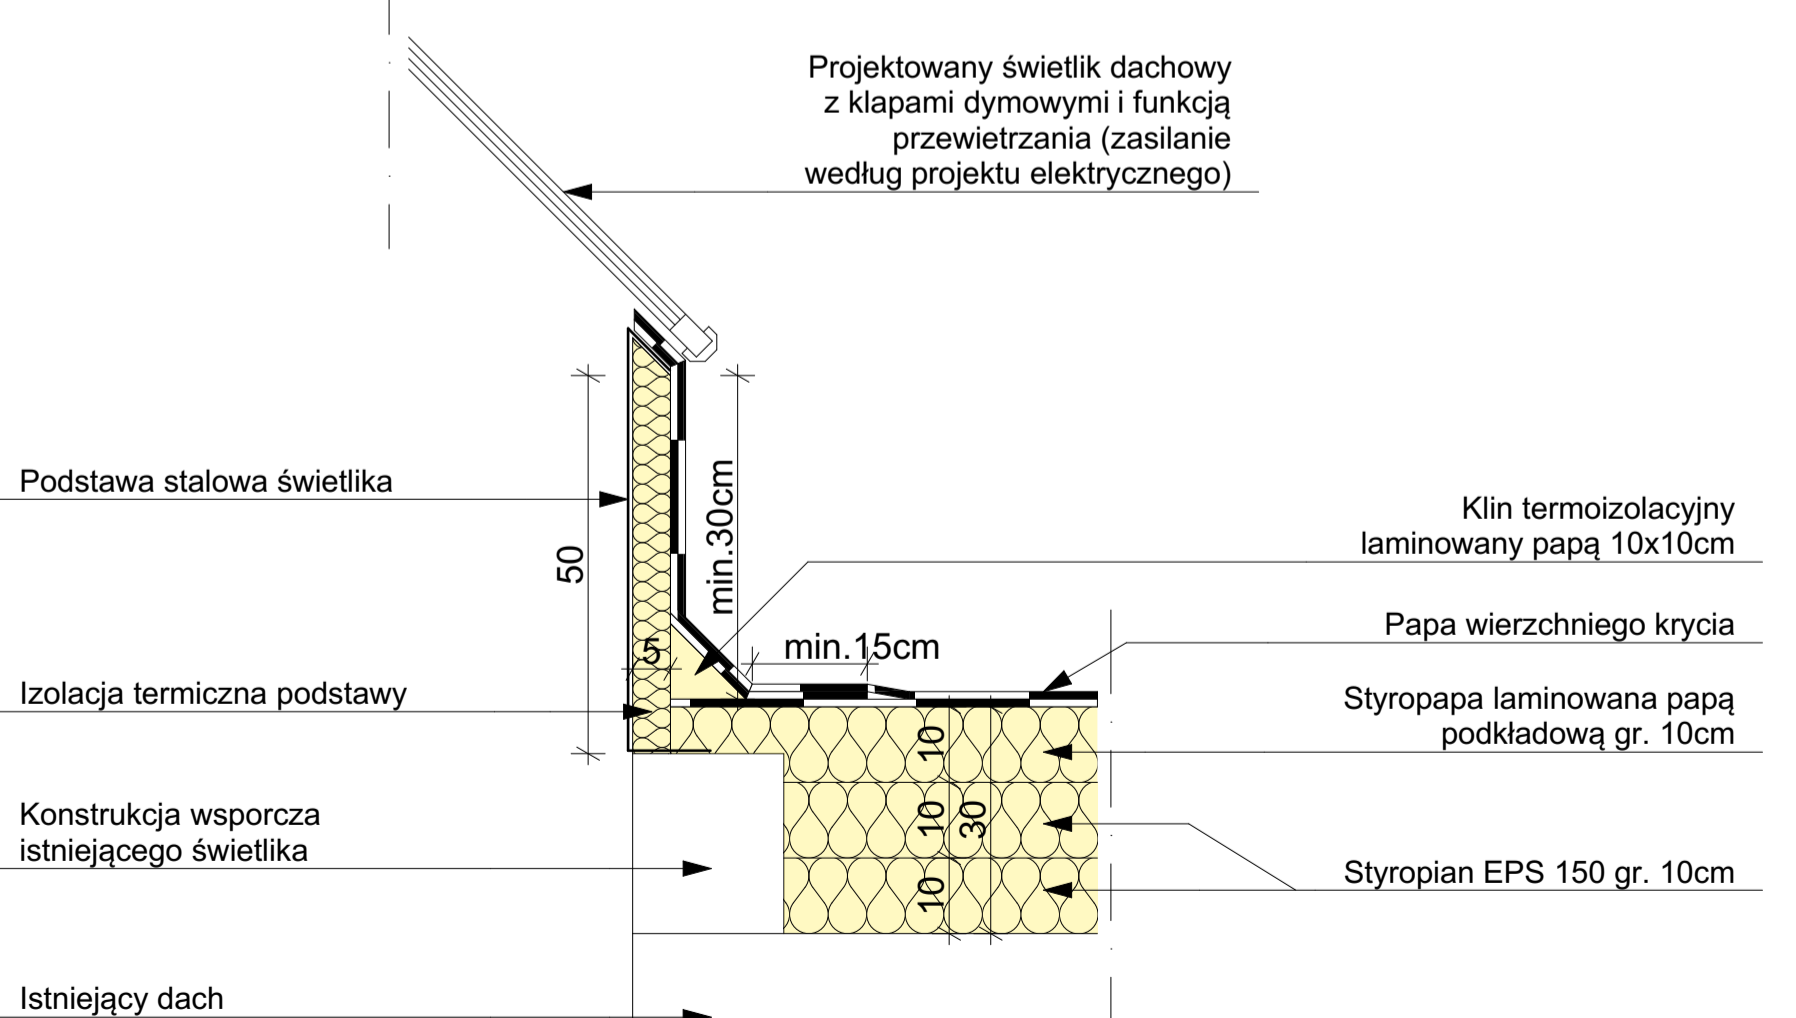 Projektowany świetlik dachowy
z klapami dymowymi i funkcją
przewietrzania (zasilanie
według projektu elektrycznego)
Podstawa stalowa świetlika
50
min.30cm
Klin termoizolacyjny
laminowany papą 10x10cm
5
min.15cm
Papa wierzchniego krycia
Izolacja termiczna podstawy
Styropapa laminowana papą
podkładową gr. 10cm
10
10
30
10
Konstrukcja wsporcza
istniejącego świetlika
Styropian EPS 150 gr. 10cm
Istniejący dach